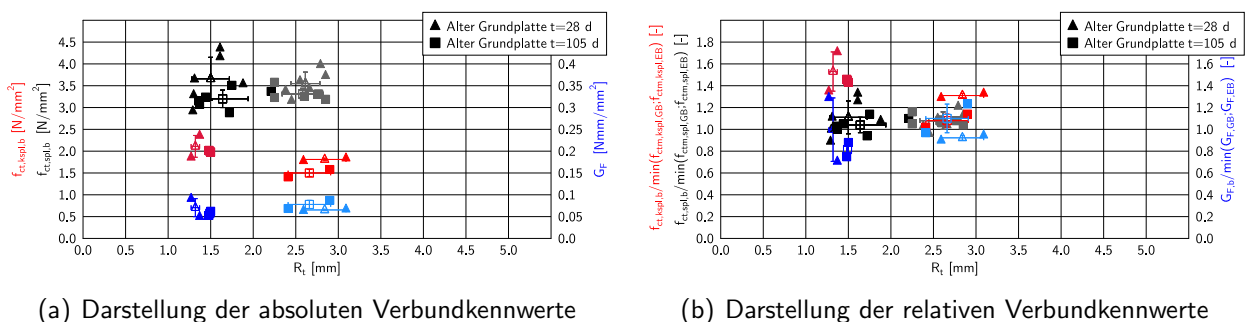 Alter Grundplatte t=28 d
Alter Grundplatte t=105 d
f_ct,kspl,b [N/mm²]
f_ct,spl,b [N/mm²]
4.5
4.0
3.5
3.0
2.5
2.0
1.5
1.0
0.5
0.0
0.4
0.35
0.3
0.25
0.2
0.15
0.1
0.05
0.0
G_F [Nmm/mm²]
0.0 0.5 1.0 1.5 2.0 2.5 3.0 3.5 4.0 4.5 5.0
R_t [mm]
(a) Darstellung der absoluten Verbundkennwerte
Alter Grundplatte t=28 d
Alter Grundplatte t=105 d
f_ct,kspl,b/min(f_ctm,kspl,GB;f_ctm,kspl,EB) [-]
f_ct,spl,b/min(f_ctm,spl,GB;f_ctm,spl,EB) [-]
1.8
1.6
1.4
1.2
1.0
0.8
0.6
0.4
0.2
0.0
1.6
1.4
1.2
1.0
0.8
0.6
0.4
0.2
0.0
G_F,b/min(G_F,GB;G_F,EB) [-]
0.0 0.5 1.0 1.5 2.0 2.5 3.0 3.5 4.0 4.5 5.0
R_t [mm]
(b) Darstellung der relativen Verbundkennwerte